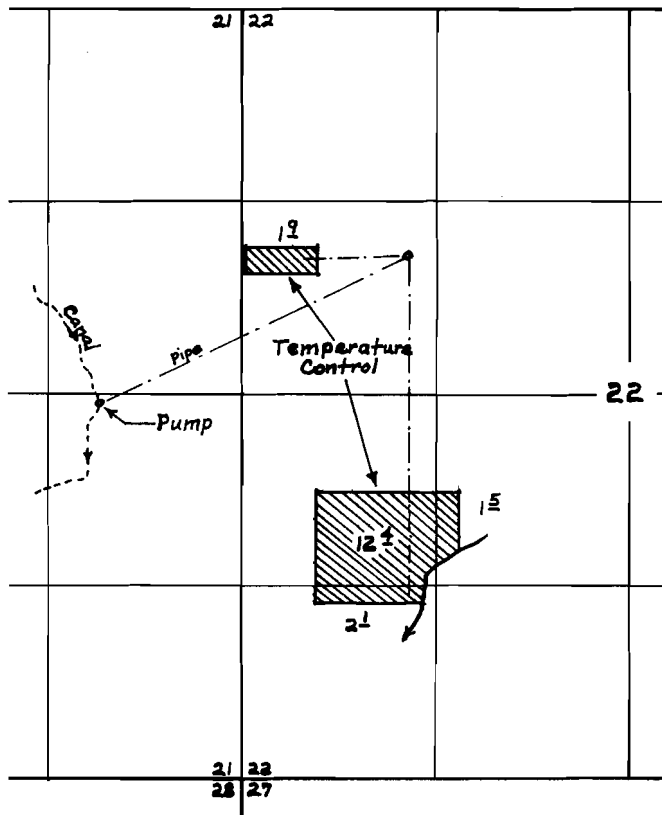 21 22
1 9
Canal
Pipe
Temperature
Control
22
Pump
1 5
12 4
2 1
21 22
28 27